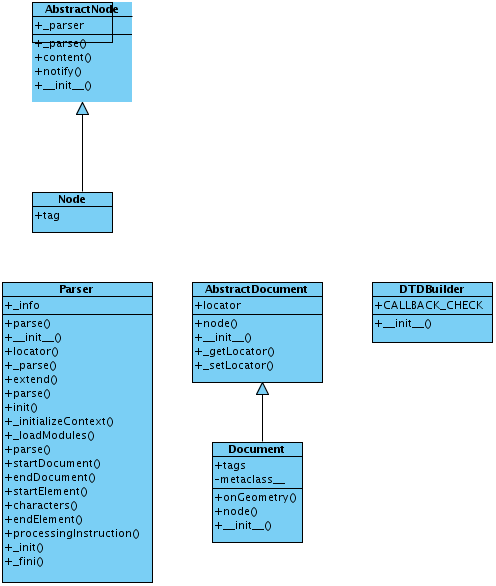 AbstractNode
+_parser
+_parse()
+content()
+notify()
+__init__()
Node
+tag
Parser
+_info
+parse()
+__init__()
+locator()
+_parse()
+extend()
+parse()
+init()
+_initializeContext()
+_loadModules()
+parse()
+startDocument()
+endDocument()
+startElement()
+characters()
+endElement()
+processingInstruction()
+_init()
+_fini()
AbstractDocument
+locator
+node()
+__init__()
+_getLocator()
+_setLocator()
DTDBuilder
+CALLBACK_CHECK
+__init__()
Document
+tags
-metaclass__
+onGeometry()
+node()
+__init__()